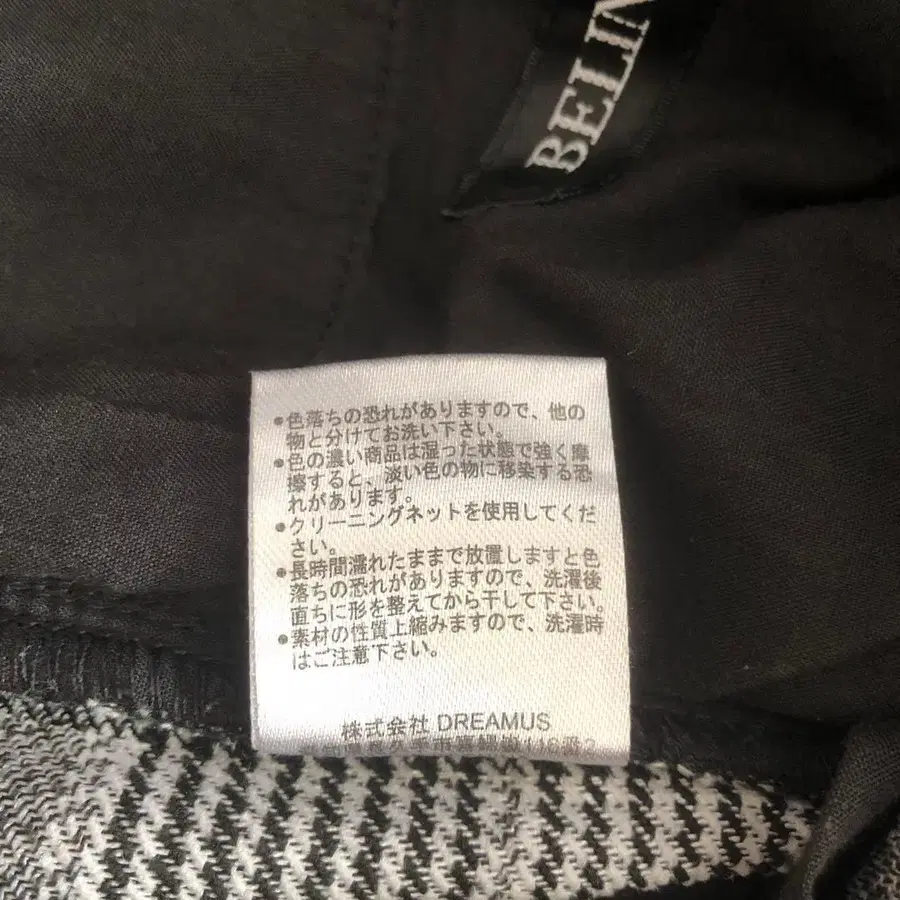 BELIN
●色落ちの恐れがありますので、他の
物と分けてお洗い下さい。
●色の濃い商品は湿った状態で強く摩
擦すると、淡い色の物に移染する恐
れがあります。
●クリーニングネットを使用してくだ
さい。
●長時間濡れたままで放置しますと色
落ちの恐れがありますので、洗濯後
直ちに形を整えてから干して下さい。
●素材の性質上縮みますので、洗濯時
はご注意下さい。
株式会社 DREAMUS